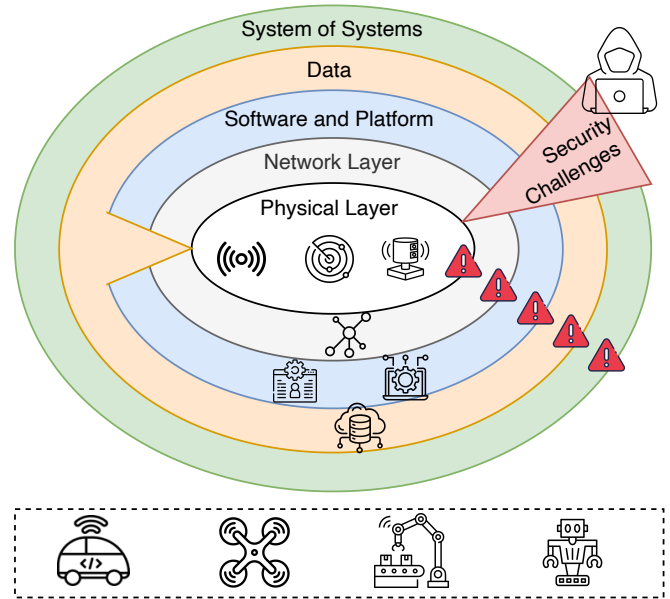 System of Systems
Data
Software and Platform
Network Layer
Physical Layer
Security
Challenges
</>